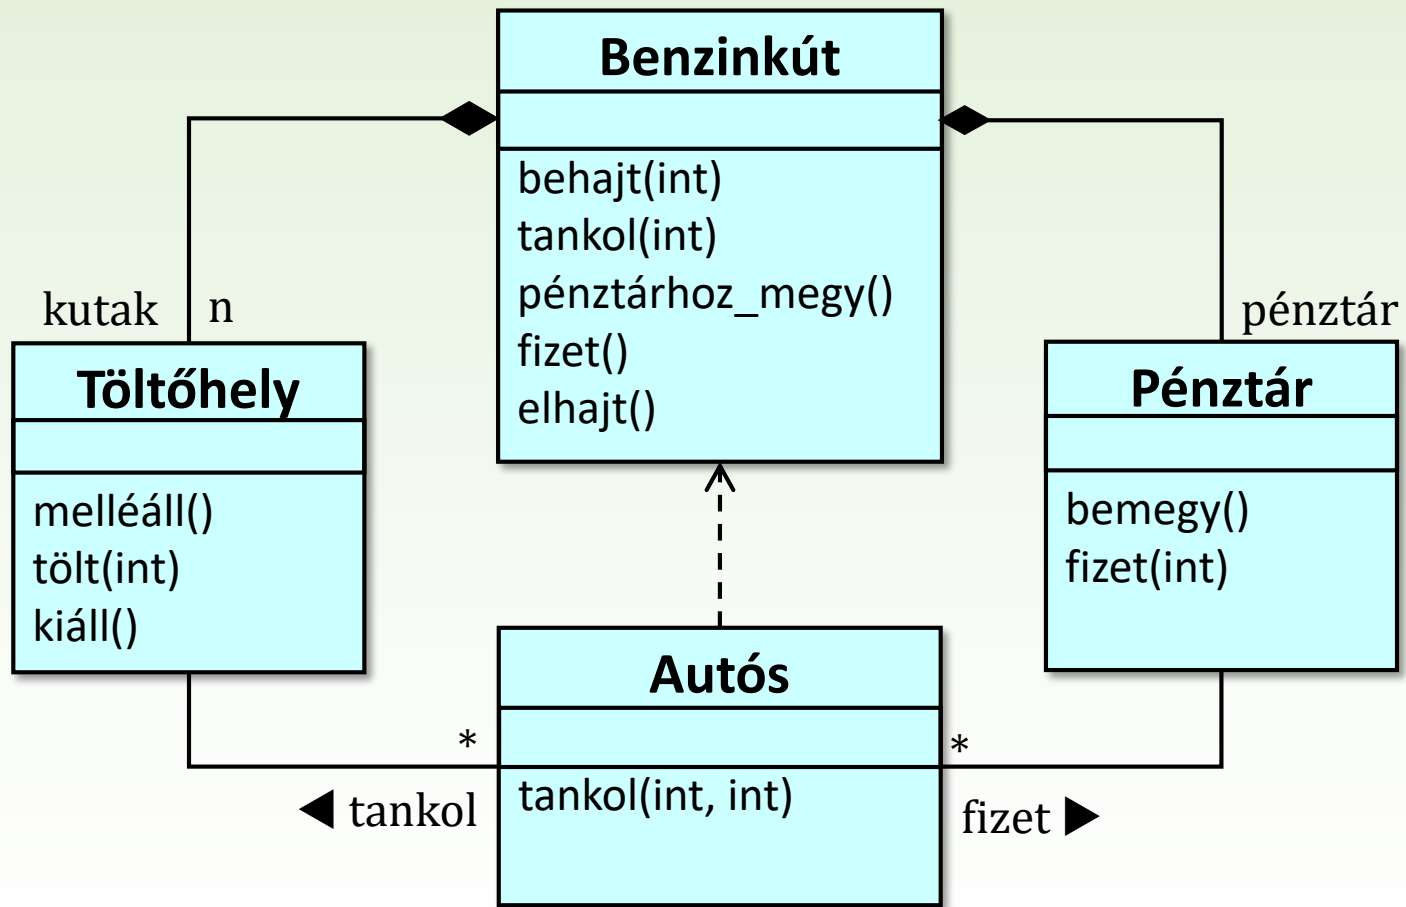 Benzinkút
behajt(int)
tankol(int)
pénztárhoz_megy()
fizet()
elhajt()
kutak n
Töltőhely
melléáll()
tölt(int)
kiáll()
pénztár
Pénztár
bemegy()
fizet(int)
Autós
tankol(int, int)
*
◀ tankol
*
fizet ▶